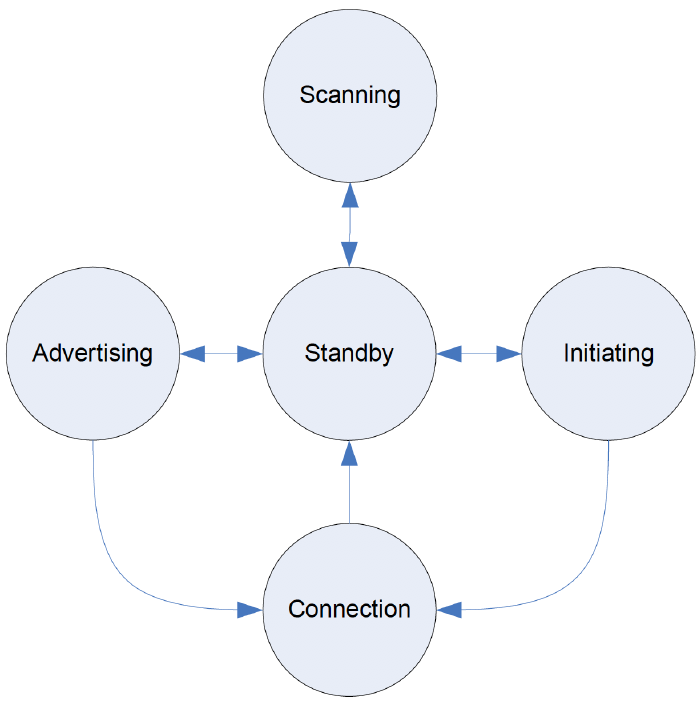 Scanning
Advertising
Standby
Initiating
Connection